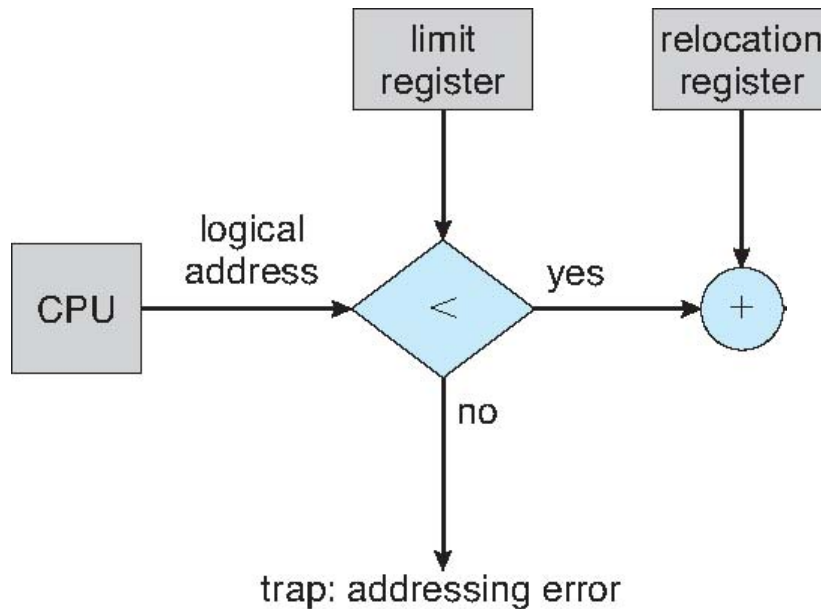 limit
register
relocation
register
logical
address
CPU
<
yes
+
no
trap: addressing error